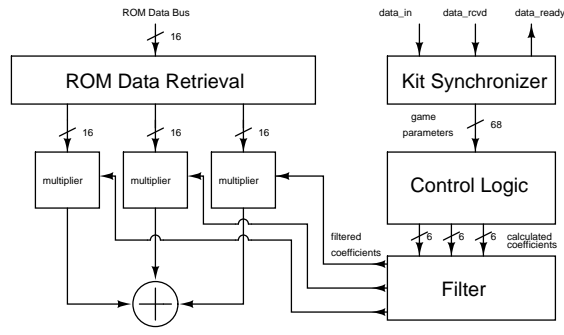 ROM Data Bus
data_in
data_rcvd
data_ready
16
ROM Data Retrieval
Kit Synchronizer
16
16
16
game
parameters
68
multiplier
multiplier
multiplier
Control Logic
6
6
6
calculated
coefficients
filtered
coefficients
Filter